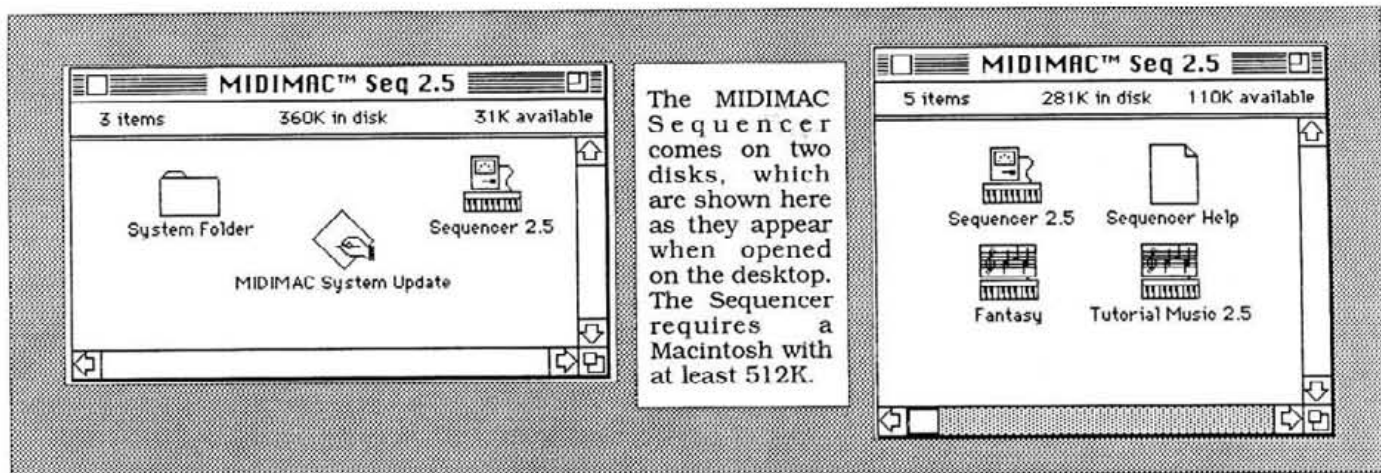 MIDIMAC™ Seq 2.5
3 items 360K in disk 31K available
System Folder
Sequencer 2.5
MIDIMAC System Update
The MIDIMAC
Sequencer
comes on two
disks, which
are shown here
as they appear
when opened
on the desktop.
The Sequencer
requires a
Macintosh with
at least 512K.
MIDIMAC™ Seq 2.5
5 items 281K in disk 110K available
Sequencer 2.5 Sequencer Help
Fantasy Tutorial Music 2.5